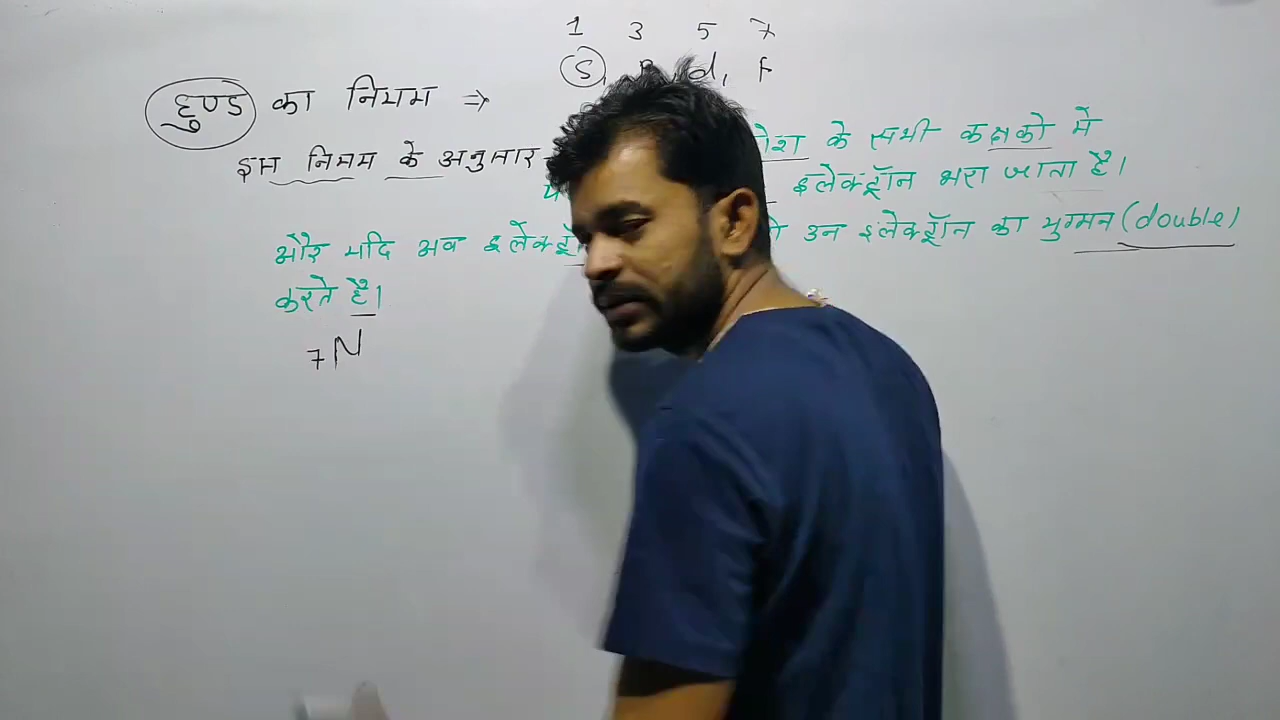 1 3 5 7
s, d, f
हुण्ड का नियम ⇒
इस नियम के अनुसार के सभी कक्षको में
इलेक्ट्रॉन भरा जाता है।
और यदि अब उन इलेक्ट्रॉन का युग्मन (double)
करते है।
7N